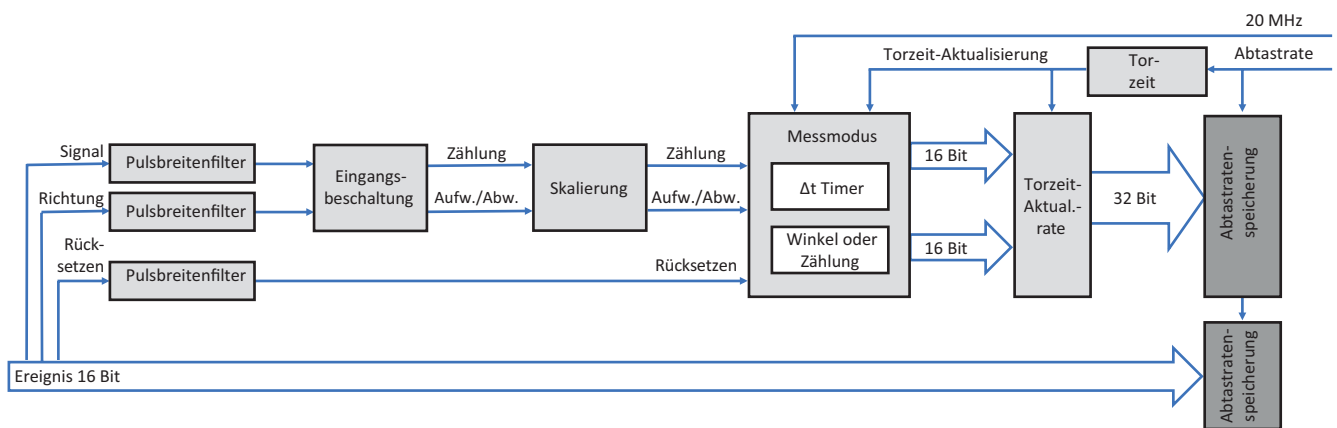 20 MHz
Torzeit-Aktualisierung
Tor-
zeit
Abtastrate
Signal
Pulsbreitenfilter
Richtung
Pulsbreitenfilter
Rück-
setzen
Pulsbreitenfilter
Eingangs-
beschaltung
Zählung
Aufw./Abw.
Skalierung
Zählung
Aufw./Abw.
Rücksetzen
Messmodus
Δt Timer
Winkel oder
Zählung
16 Bit
16 Bit
Torzeit-
Aktual.-
rate
32 Bit
Abtastraten-
speicherung
Ereignis 16 Bit
Abtastraten-
speicherung